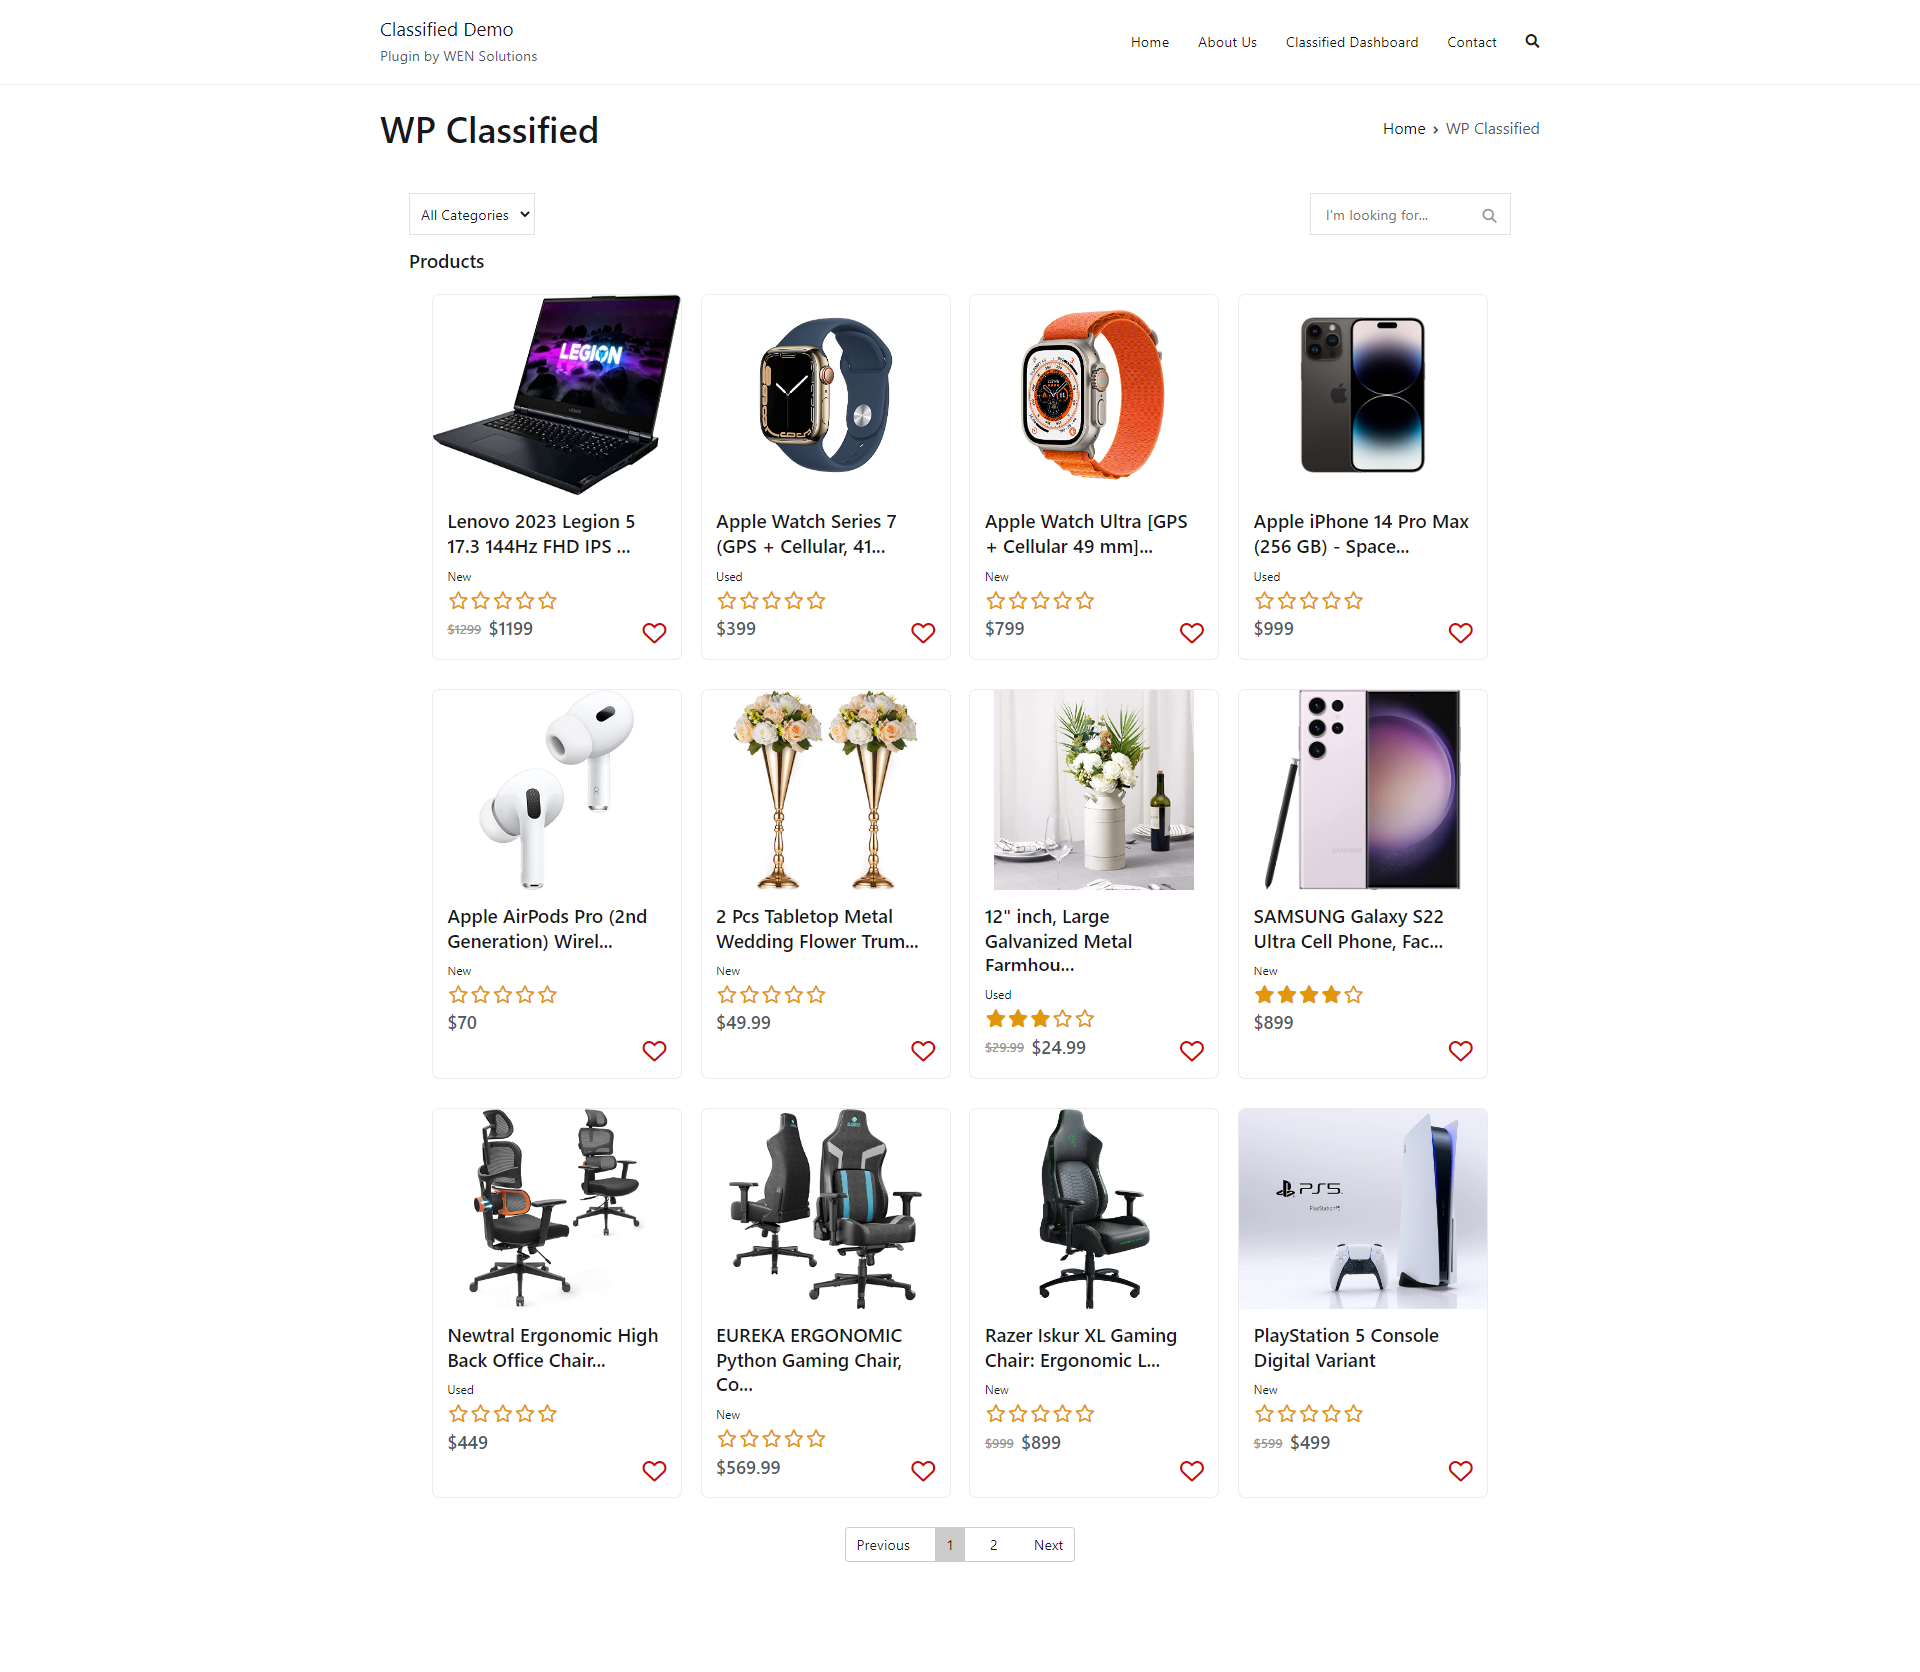 Classified Demo
Plugin by WEN Solutions
Home
About Us
Classified Dashboard
Contact
WP Classified
Home › WP Classified
All Categories
I'm looking for...
Products
LEGION
Lenovo 2023 Legion 5
17.3 144Hz FHD IPS ...
New
$1299 $1199
Apple Watch Series 7
(GPS + Cellular, 41...
Used
$399
Apple Watch Ultra [GPS
+ Cellular 49 mm]...
New
$799
Apple iPhone 14 Pro Max
(256 GB) - Space...
Used
$999
R
Apple AirPods Pro (2nd
Generation) Wirel...
New
$70
2 Pcs Tabletop Metal
Wedding Flower Trum...
New
$49.99
12" inch, Large
Galvanized Metal
Farmhou...
Used
$29.99 $24.99
SAMSUNG
SAMSUNG Galaxy S22
Ultra Cell Phone, Fac...
New
$899
Newtral Ergonomic High
Back Office Chair...
Used
$449
EUREKA ERGONOMIC
Python Gaming Chair,
Co...
New
$569.99
Razer Iskur XL Gaming
Chair: Ergonomic L...
New
$999 $899
PS5
PlayStation 5 Console
Digital Variant
New
$599 $499
Previous
1
2
Next